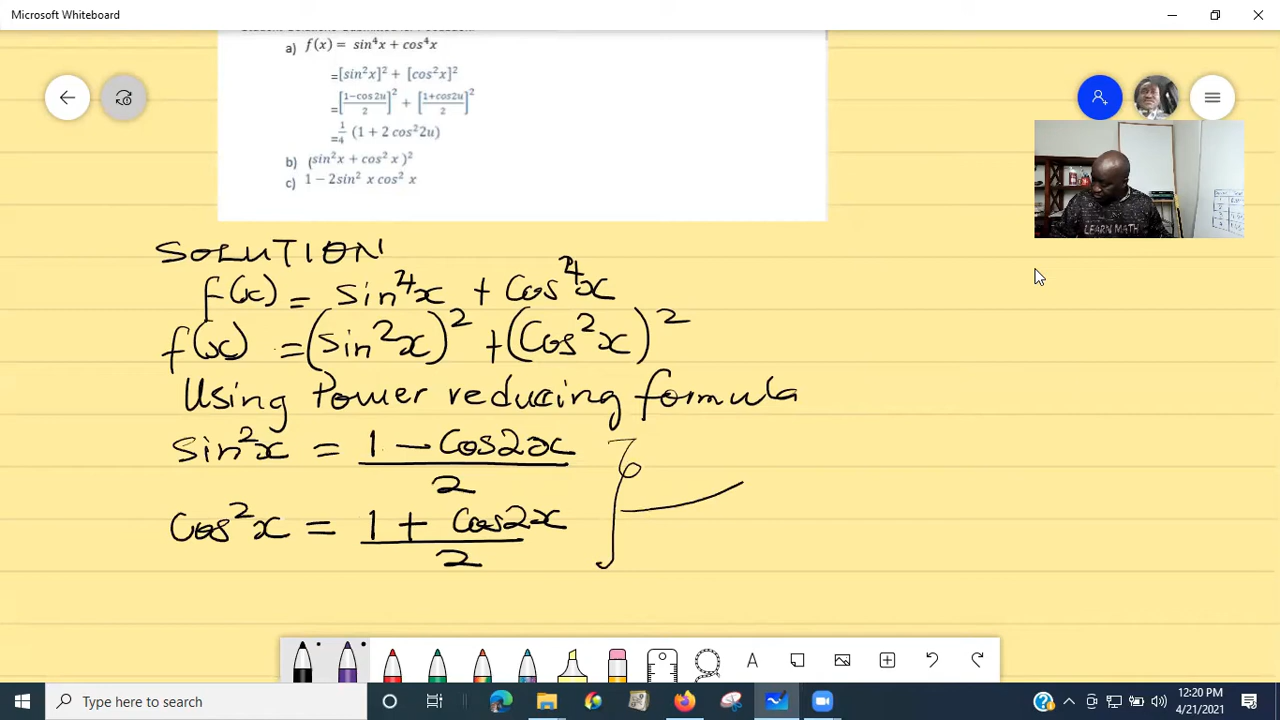 Microsoft Whiteboard
a) f(x) = sin⁴x + cos⁴x
=[sin²x]² + [cos²x]²
=[(1−cos2u)/2]² + [(1+cos2u)/2]²
=1/4 (1 + 2 cos²2u)
b) (sin²x + cos² x )²
c) 1 − 2sin² x cos² x
LEARN MATH
SOLUTION
f(x) = sin⁴x + Cos⁴x
f(x) = (sin²x)² + (Cos²x)²
Using Power reducing formula
sin²x = (1 − Cos2x)/2
Cos²x = (1 + Cos2x)/2
A
Type here to search
12:20 PM
4/21/2021